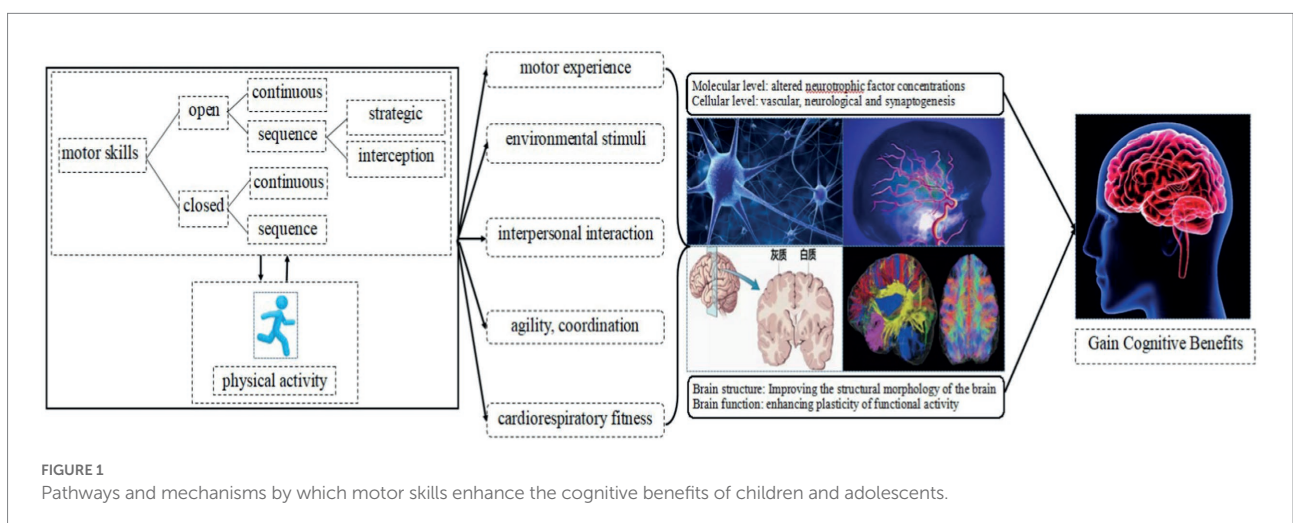 motor skills
open
closed
continuous
sequence
strategic
interception
continuous
sequence
physical activity
motor experience
environmental stimuli
interpersonal interaction
agility, coordination
cardiorespiratory fitness
Molecular level: altered neurotrophic factor concentrations
Cellular level: vascular, neurological and synaptogenesis
灰质 白质
Brain structure: Improving the structural morphology of the brain
Brain function: enhancing plasticity of functional activity
Gain Cognitive Benefits
FIGURE 1
Pathways and mechanisms by which motor skills enhance the cognitive benefits of children and adolescents.